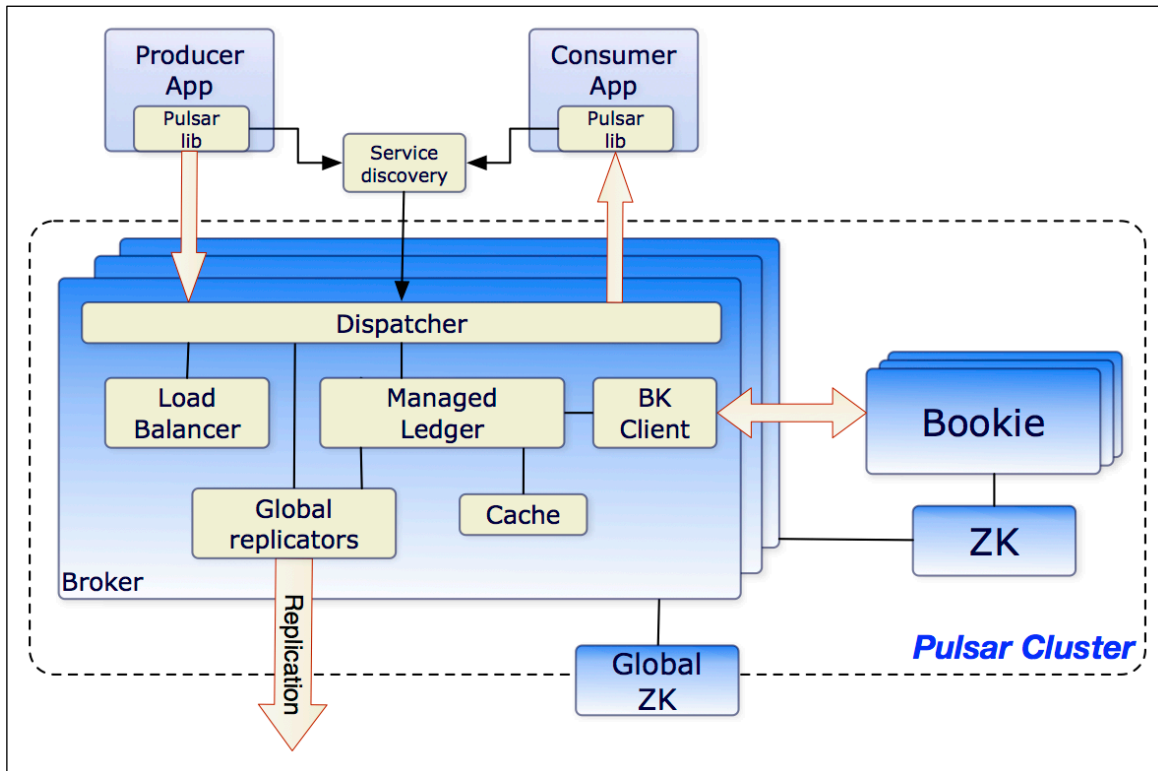 Producer
App
Pulsar
lib
Consumer
App
Pulsar
lib
Service
discovery
Dispatcher
Load
Balancer
Managed
Ledger
BK
Client
Bookie
Global
replicators
Cache
ZK
Broker
Replication
Pulsar Cluster
Global
ZK